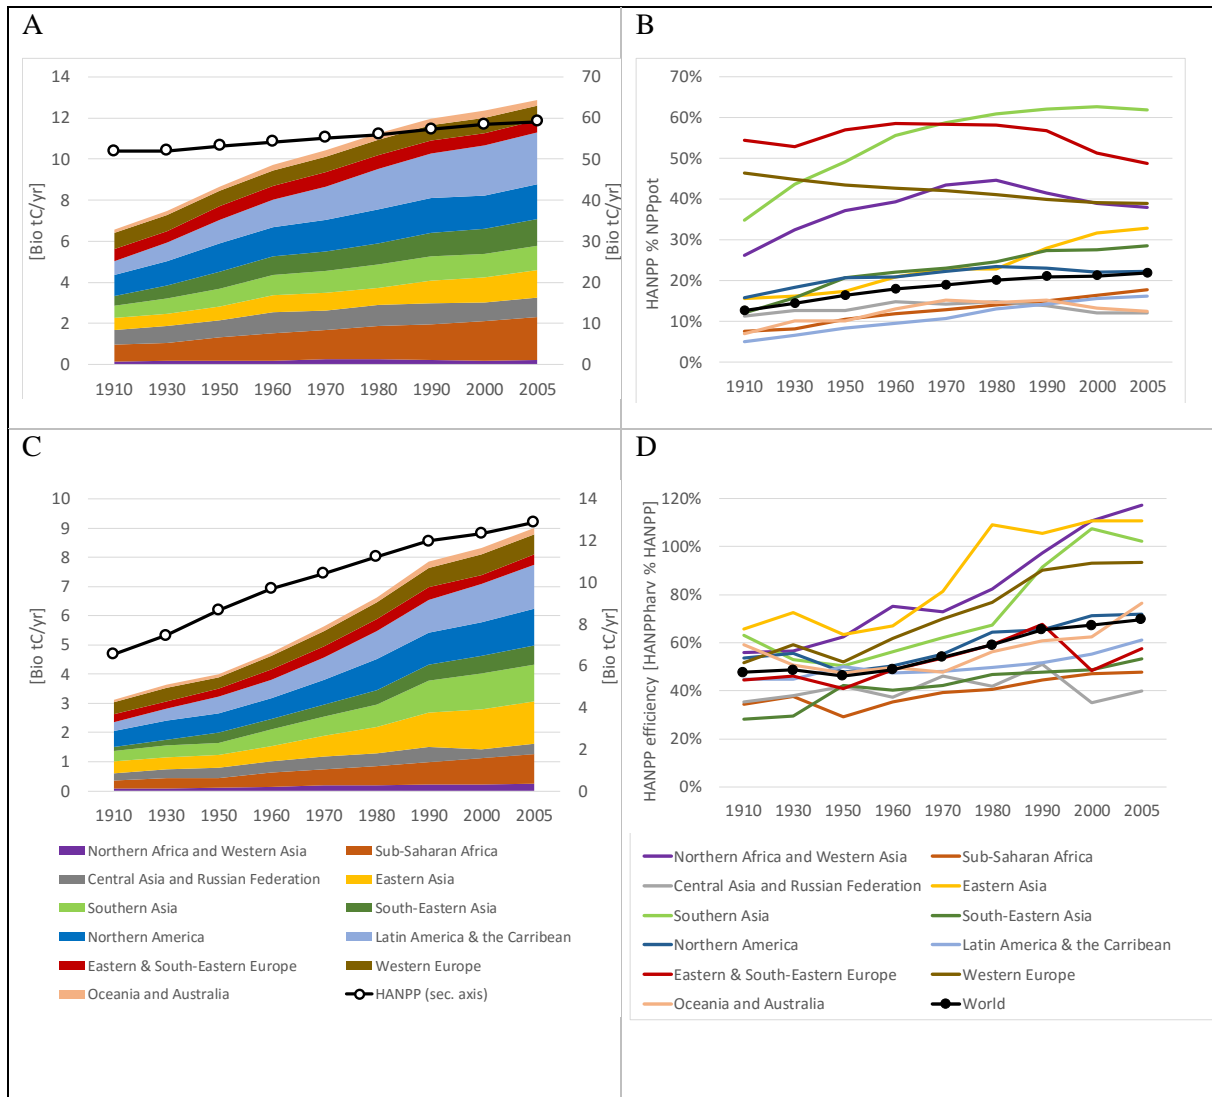 A
[Bio tC/yr]
14
12
10
8
6
4
2
0
70
60
50
40
30
20
10
0
[Bio tC/yr]
1910 1930 1950 1960 1970 1980 1990 2000 2005
B
HANPP % NPPpot
70%
60%
50%
40%
30%
20%
10%
0%
1910 1930 1950 1960 1970 1980 1990 2000 2005
C
[Bio tC/yr]
10
9
8
7
6
5
4
3
2
1
0
14
12
10
8
6
4
2
0
[Bio tC/yr]
1910 1930 1950 1960 1970 1980 1990 2000 2005
Northern Africa and Western Asia Sub-Saharan Africa
Central Asia and Russian Federation Eastern Asia
Southern Asia South-Eastern Asia
Northern America Latin America & the Carribean
Eastern & South-Eastern Europe Western Europe
Oceania and Australia HANPP (sec. axis)
D
HANPP efficiency [HANPPharv % HANPP]
120%
100%
80%
60%
40%
20%
0%
1910 1930 1950 1960 1970 1980 1990 2000 2005
Northern Africa and Western Asia Sub-Saharan Africa
Central Asia and Russian Federation Eastern Asia
Southern Asia South-Eastern Asia
Northern America Latin America & the Carribean
Eastern & South-Eastern Europe Western Europe
Oceania and Australia World